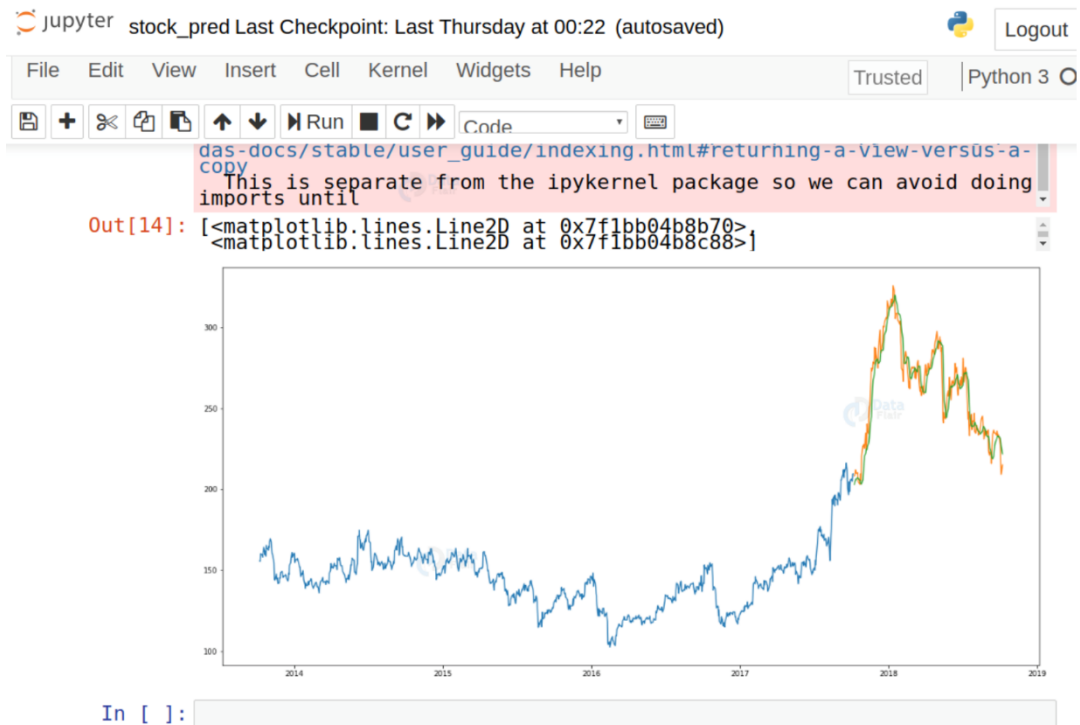 jupyter stock_pred Last Checkpoint: Last Thursday at 00:22 (autosaved)
Logout
File Edit View Insert Cell Kernel Widgets Help
Trusted
Python 3
Run
Code
das-docs/stable/user_guide/indexing.html#returning-a-view-versus-a-
copy
This is separate from the ipykernel package so we can avoid doing
imports until
Out[14]: [<matplotlib.lines.Line2D at 0x7f1bb04b8b70>,
<matplotlib.lines.Line2D at 0x7f1bb04b8c88>]
300
250
Data
Flair
200
150
100
2014 2015 2016 2017 2018 2019
In [ ]: